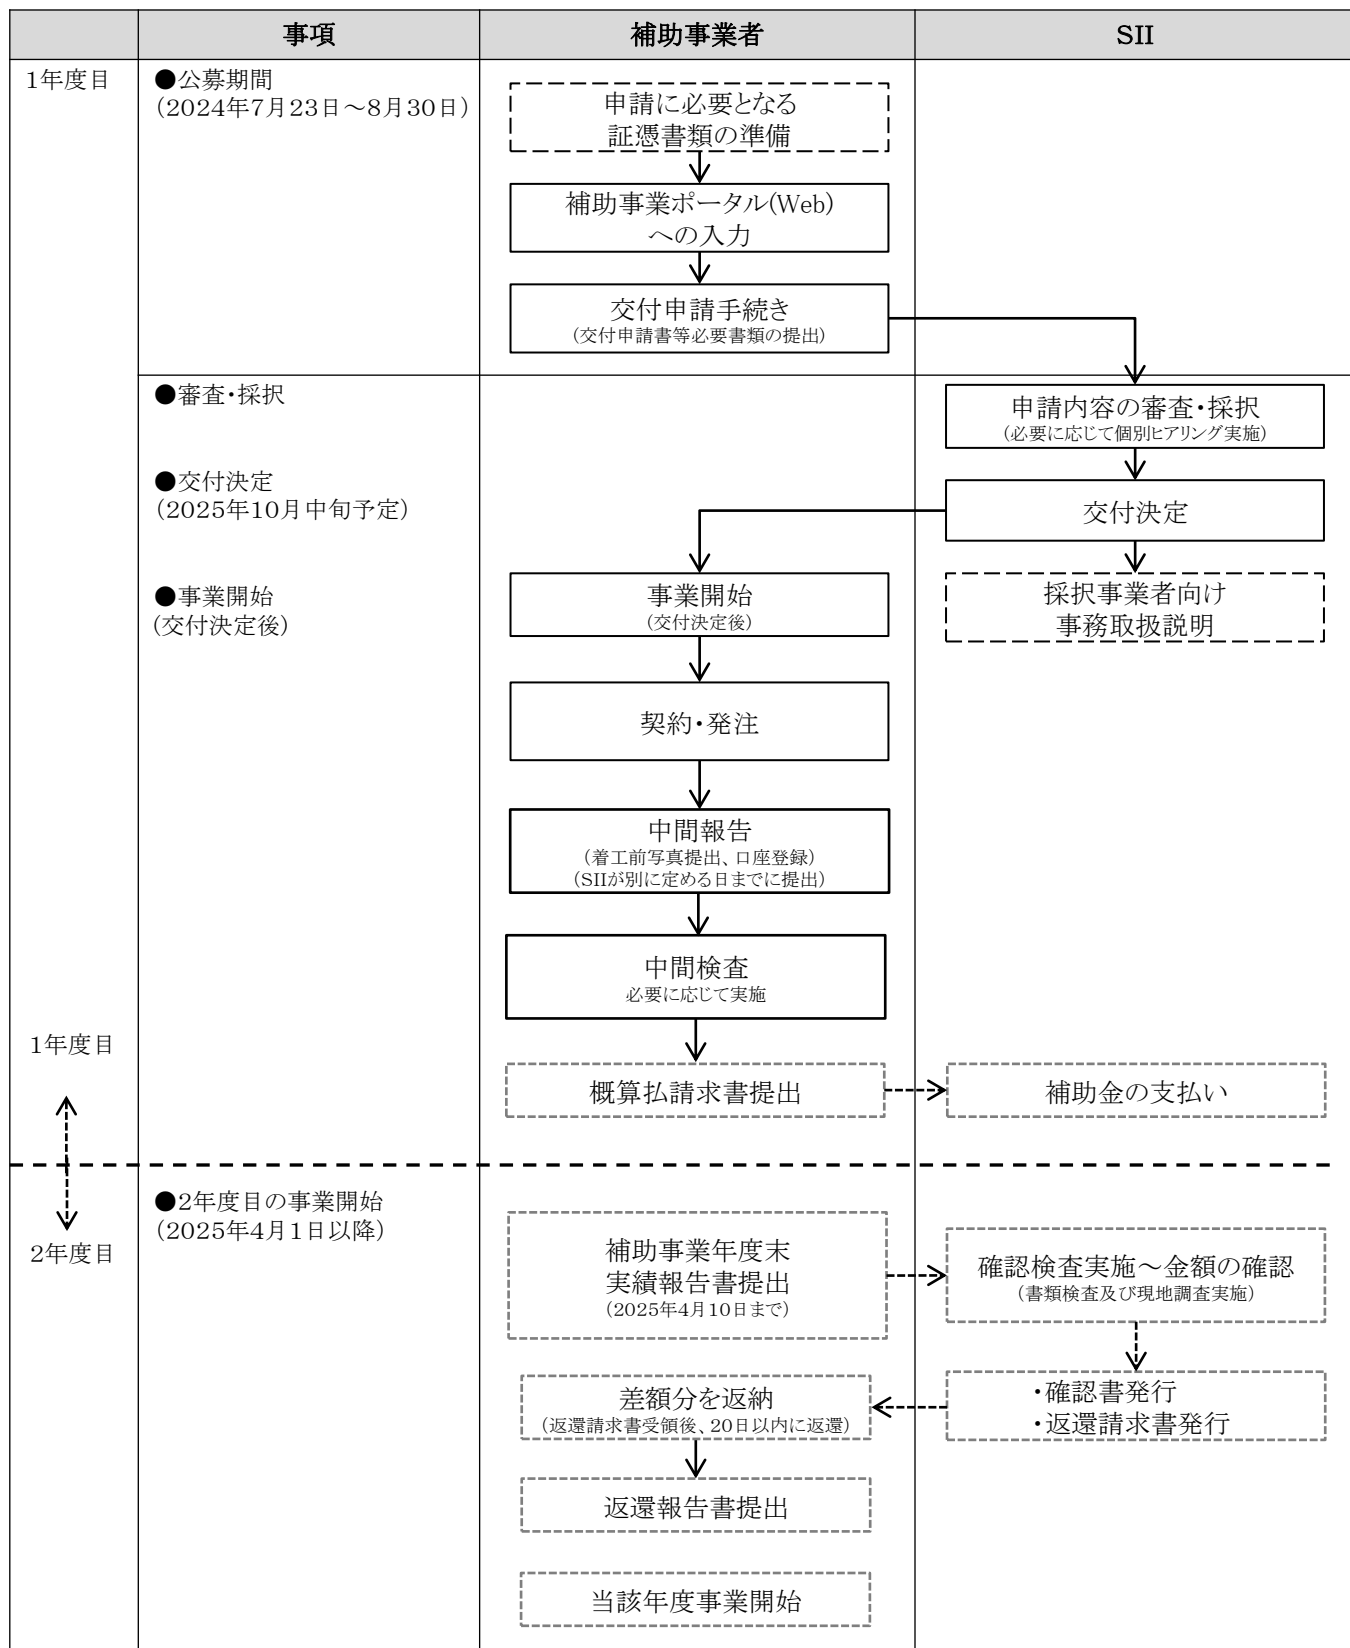 事項
補助事業者
SII
1年度目
●公募期間
(2024年7月23日～8月30日)
申請に必要となる
証憑書類の準備
補助事業ポータル(Web)
への入力
交付申請手続き
(交付申請書等必要書類の提出)
●審査・採択
申請内容の審査・採択
(必要に応じて個別ヒアリング実施)
●交付決定
(2025年10月中旬予定)
交付決定
●事業開始
(交付決定後)
事業開始
(交付決定後)
採択事業者向け
事務取扱説明
契約・発注
中間報告
(着工前写真提出、口座登録)
(SIIが別に定める日までに提出)
中間検査
必要に応じて実施
1年度目
概算払請求書提出
補助金の支払い
2年度目
●2年度目の事業開始
(2025年4月1日以降)
補助事業年度末
実績報告書提出
(2025年4月10日まで)
確認検査実施～金額の確認
(書類検査及び現地調査実施)
・確認書発行
・返還請求書発行
差額分を返納
(返還請求書受領後、20日以内に返還)
返還報告書提出
当該年度事業開始